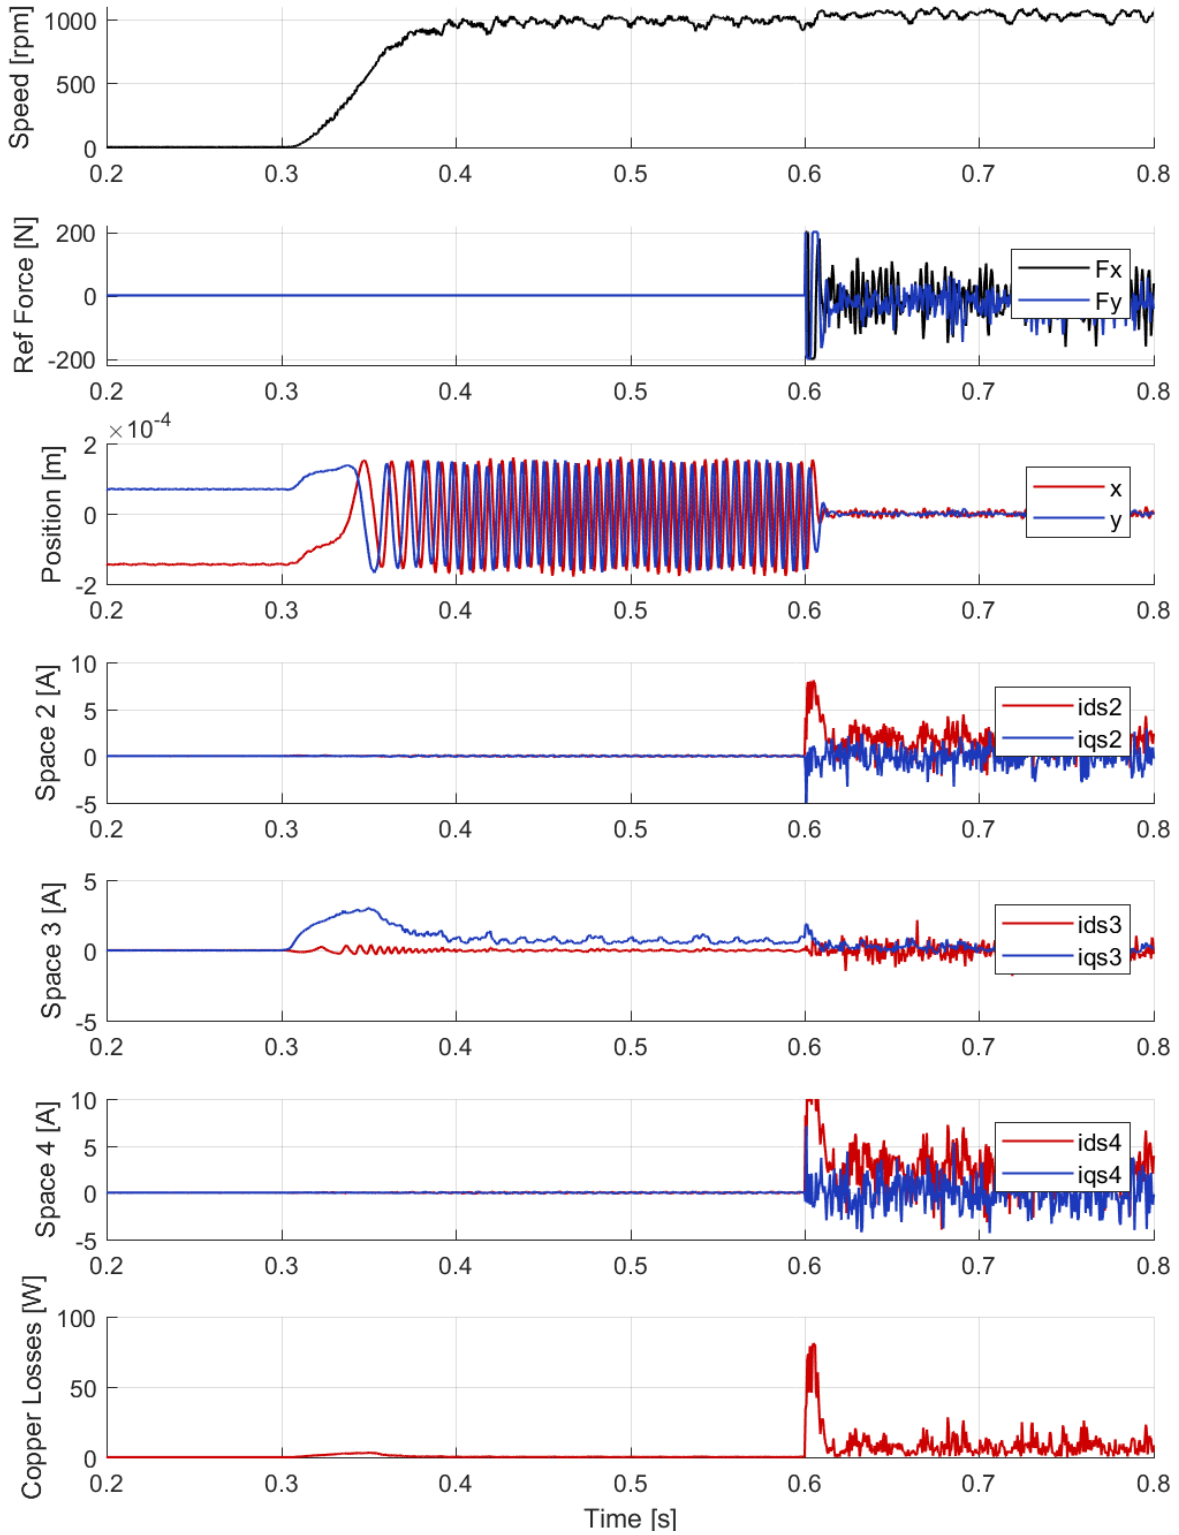 Speed [rpm]
1000
500
0
0.2 0.3 0.4 0.5 0.6 0.7 0.8
Ref Force [N]
200
0
-200
Fx
Fy
0.2 0.3 0.4 0.5 0.6 0.7 0.8
×10-4
Position [m]
2
0
-2
x
y
0.2 0.3 0.4 0.5 0.6 0.7 0.8
Space 2 [A]
10
5
0
-5
ids2
iqs2
0.2 0.3 0.4 0.5 0.6 0.7 0.8
Space 3 [A]
5
0
-5
ids3
iqs3
0.2 0.3 0.4 0.5 0.6 0.7 0.8
Space 4 [A]
10
5
0
-5
ids4
iqs4
0.2 0.3 0.4 0.5 0.6 0.7 0.8
Copper Losses [W]
100
50
0
0.2 0.3 0.4 0.5 0.6 0.7 0.8
Time [s]